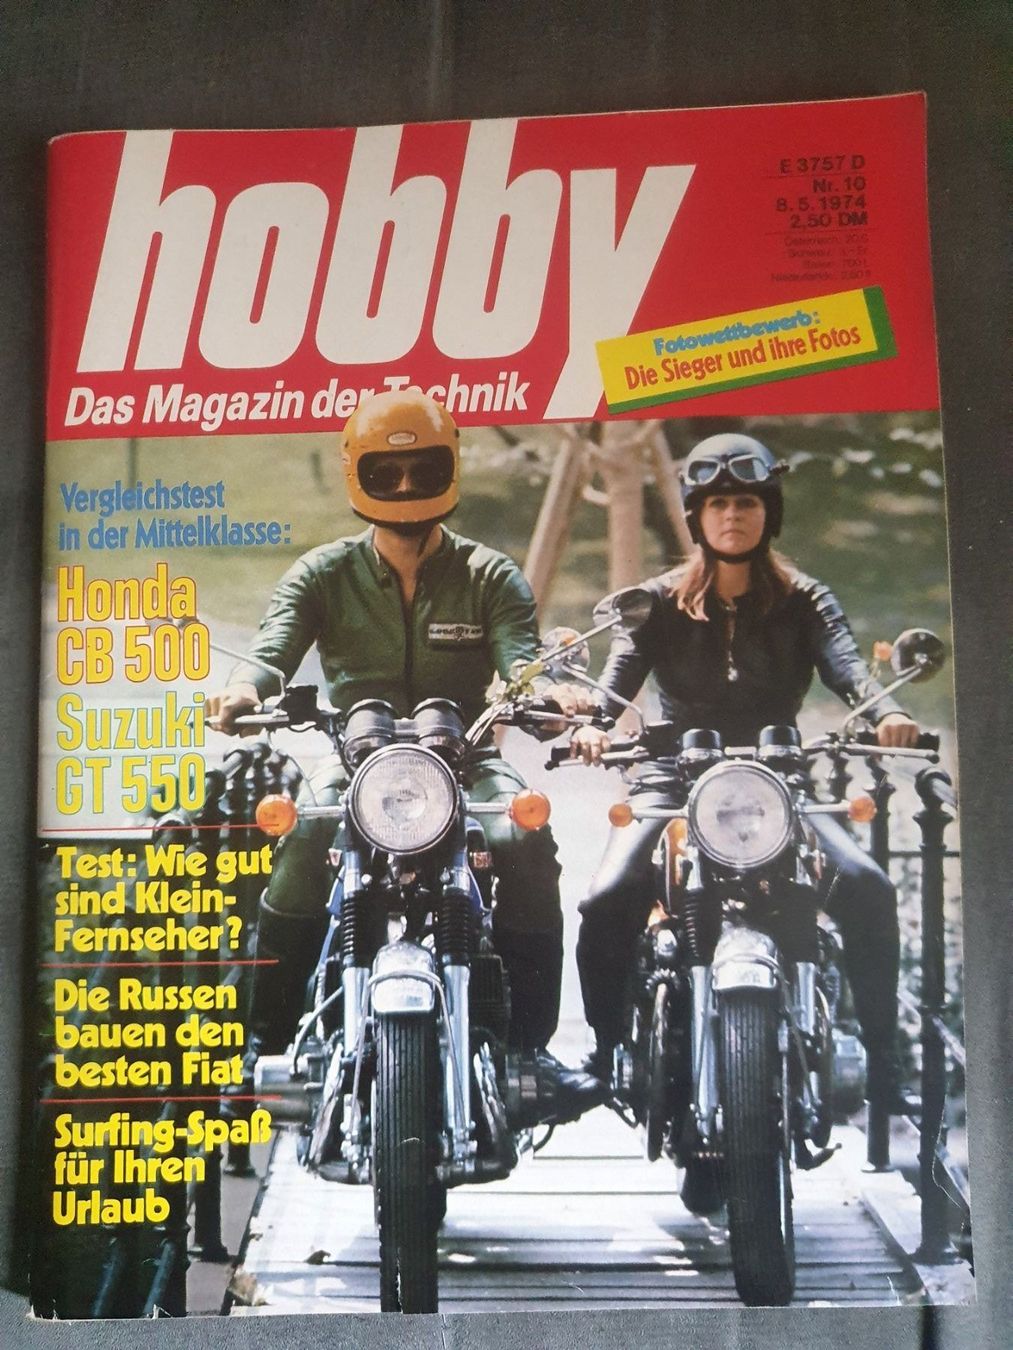 hobby
Das Magazin der Technik
E 3757 D
Nr. 10
8. 5. 1974
2,50 DM
Fotowettbewerb:
Die Sieger und ihre Fotos
Vergleichstest
in der Mittelklasse:
Honda
CB 500
Suzuki
GT 550
Test: Wie gut
sind Klein-
Fernseher?
Die Russen
bauen den
besten Fiat
Surfing-Spaß
für Ihren
Urlaub